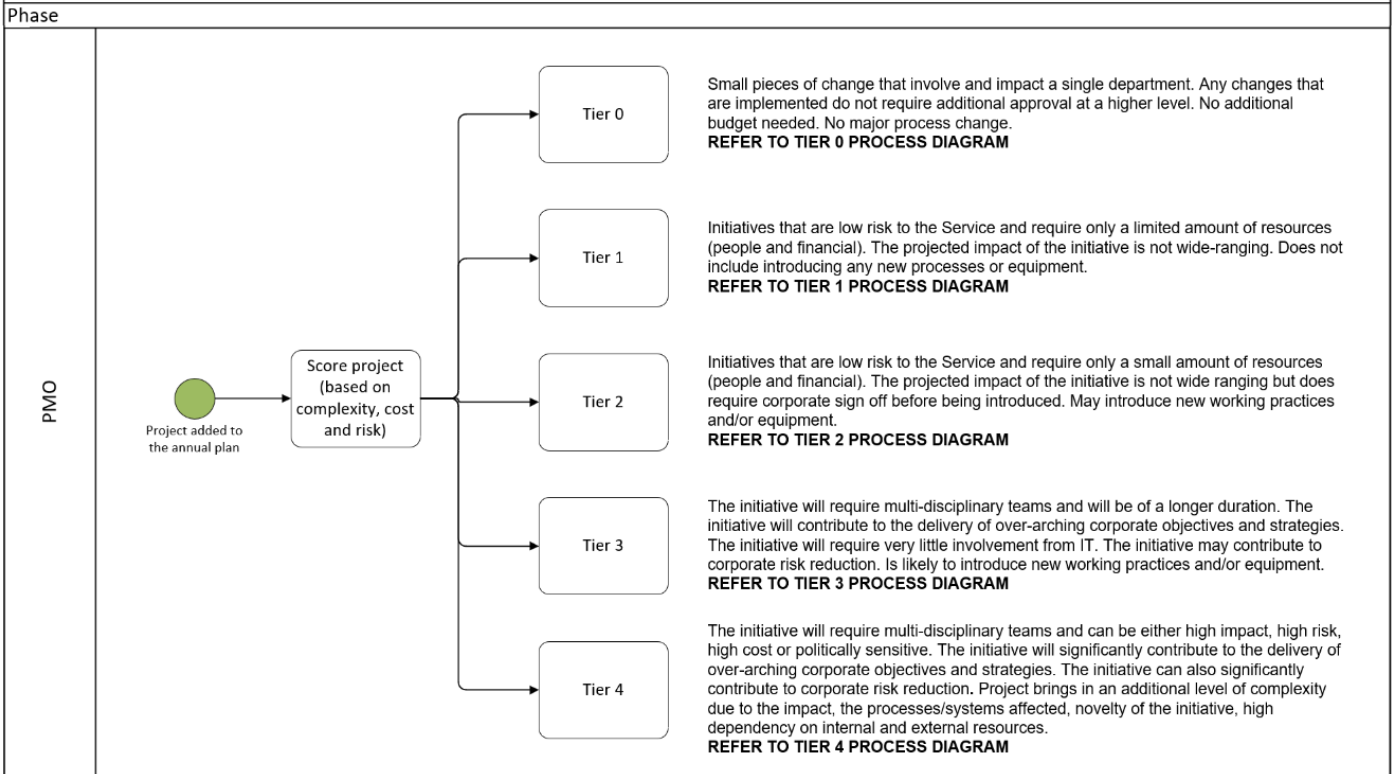 Phase
PMO
Project added to
the annual plan
Score project
(based on
complexity, cost
and risk)
Tier 0
Small pieces of change that involve and impact a single department. Any changes that
are implemented do not require additional approval at a higher level. No additional
budget needed. No major process change.
REFER TO TIER 0 PROCESS DIAGRAM
Tier 1
Initiatives that are low risk to the Service and require only a limited amount of resources
(people and financial). The projected impact of the initiative is not wide-ranging. Does not
include introducing any new processes or equipment.
REFER TO TIER 1 PROCESS DIAGRAM
Tier 2
Initiatives that are low risk to the Service and require only a small amount of resources
(people and financial). The projected impact of the initiative is not wide ranging but does
require corporate sign off before being introduced. May introduce new working practices
and/or equipment.
REFER TO TIER 2 PROCESS DIAGRAM
Tier 3
The initiative will require multi-disciplinary teams and will be of a longer duration. The
initiative will contribute to the delivery of over-arching corporate objectives and strategies.
The initiative will require very little involvement from IT. The initiative may contribute to
corporate risk reduction. Is likely to introduce new working practices and/or equipment.
REFER TO TIER 3 PROCESS DIAGRAM
Tier 4
The initiative will require multi-disciplinary teams and can be either high impact, high risk,
high cost or politically sensitive. The initiative will significantly contribute to the delivery of
over-arching corporate objectives and strategies. The initiative can also significantly
contribute to corporate risk reduction. Project brings in an additional level of complexity
due to the impact, the processes/systems affected, novelty of the initiative, high
dependency on internal and external resources.
REFER TO TIER 4 PROCESS DIAGRAM